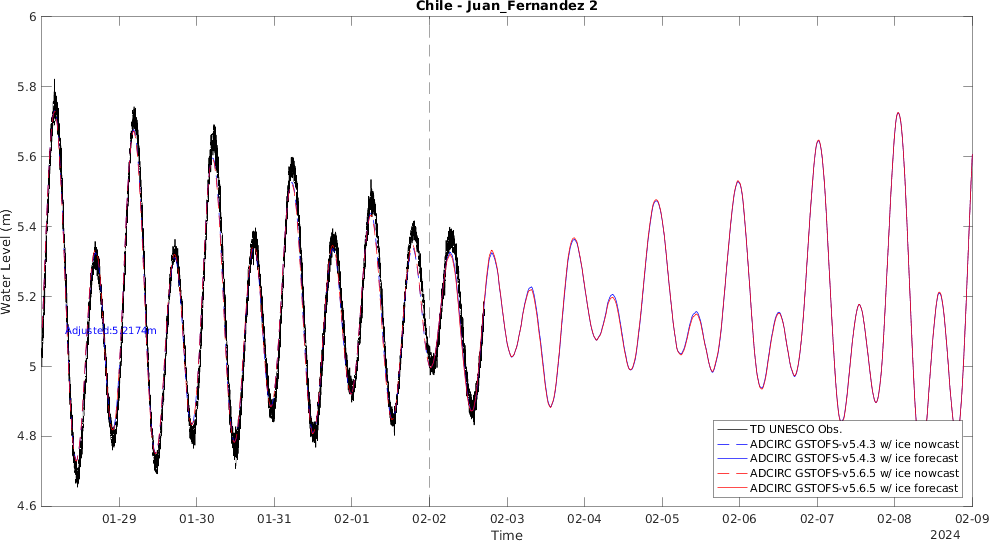 Chile - Juan_Fernandez 2
6
5.8
5.6
5.4
5.2
5
4.8
4.6
Water Level (m)
Adjusted:5.2174m
TD UNESCO Obs.
ADCIRC GSTOFS-v5.4.3 w/ ice nowcast
ADCIRC GSTOFS-v5.4.3 w/ ice forecast
ADCIRC GSTOFS-v5.6.5 w/ ice nowcast
ADCIRC GSTOFS-v5.6.5 w/ ice forecast
01-29 01-30 01-31 02-01 02-02 02-03 02-04 02-05 02-06 02-07 02-08 02-09
Time
2024